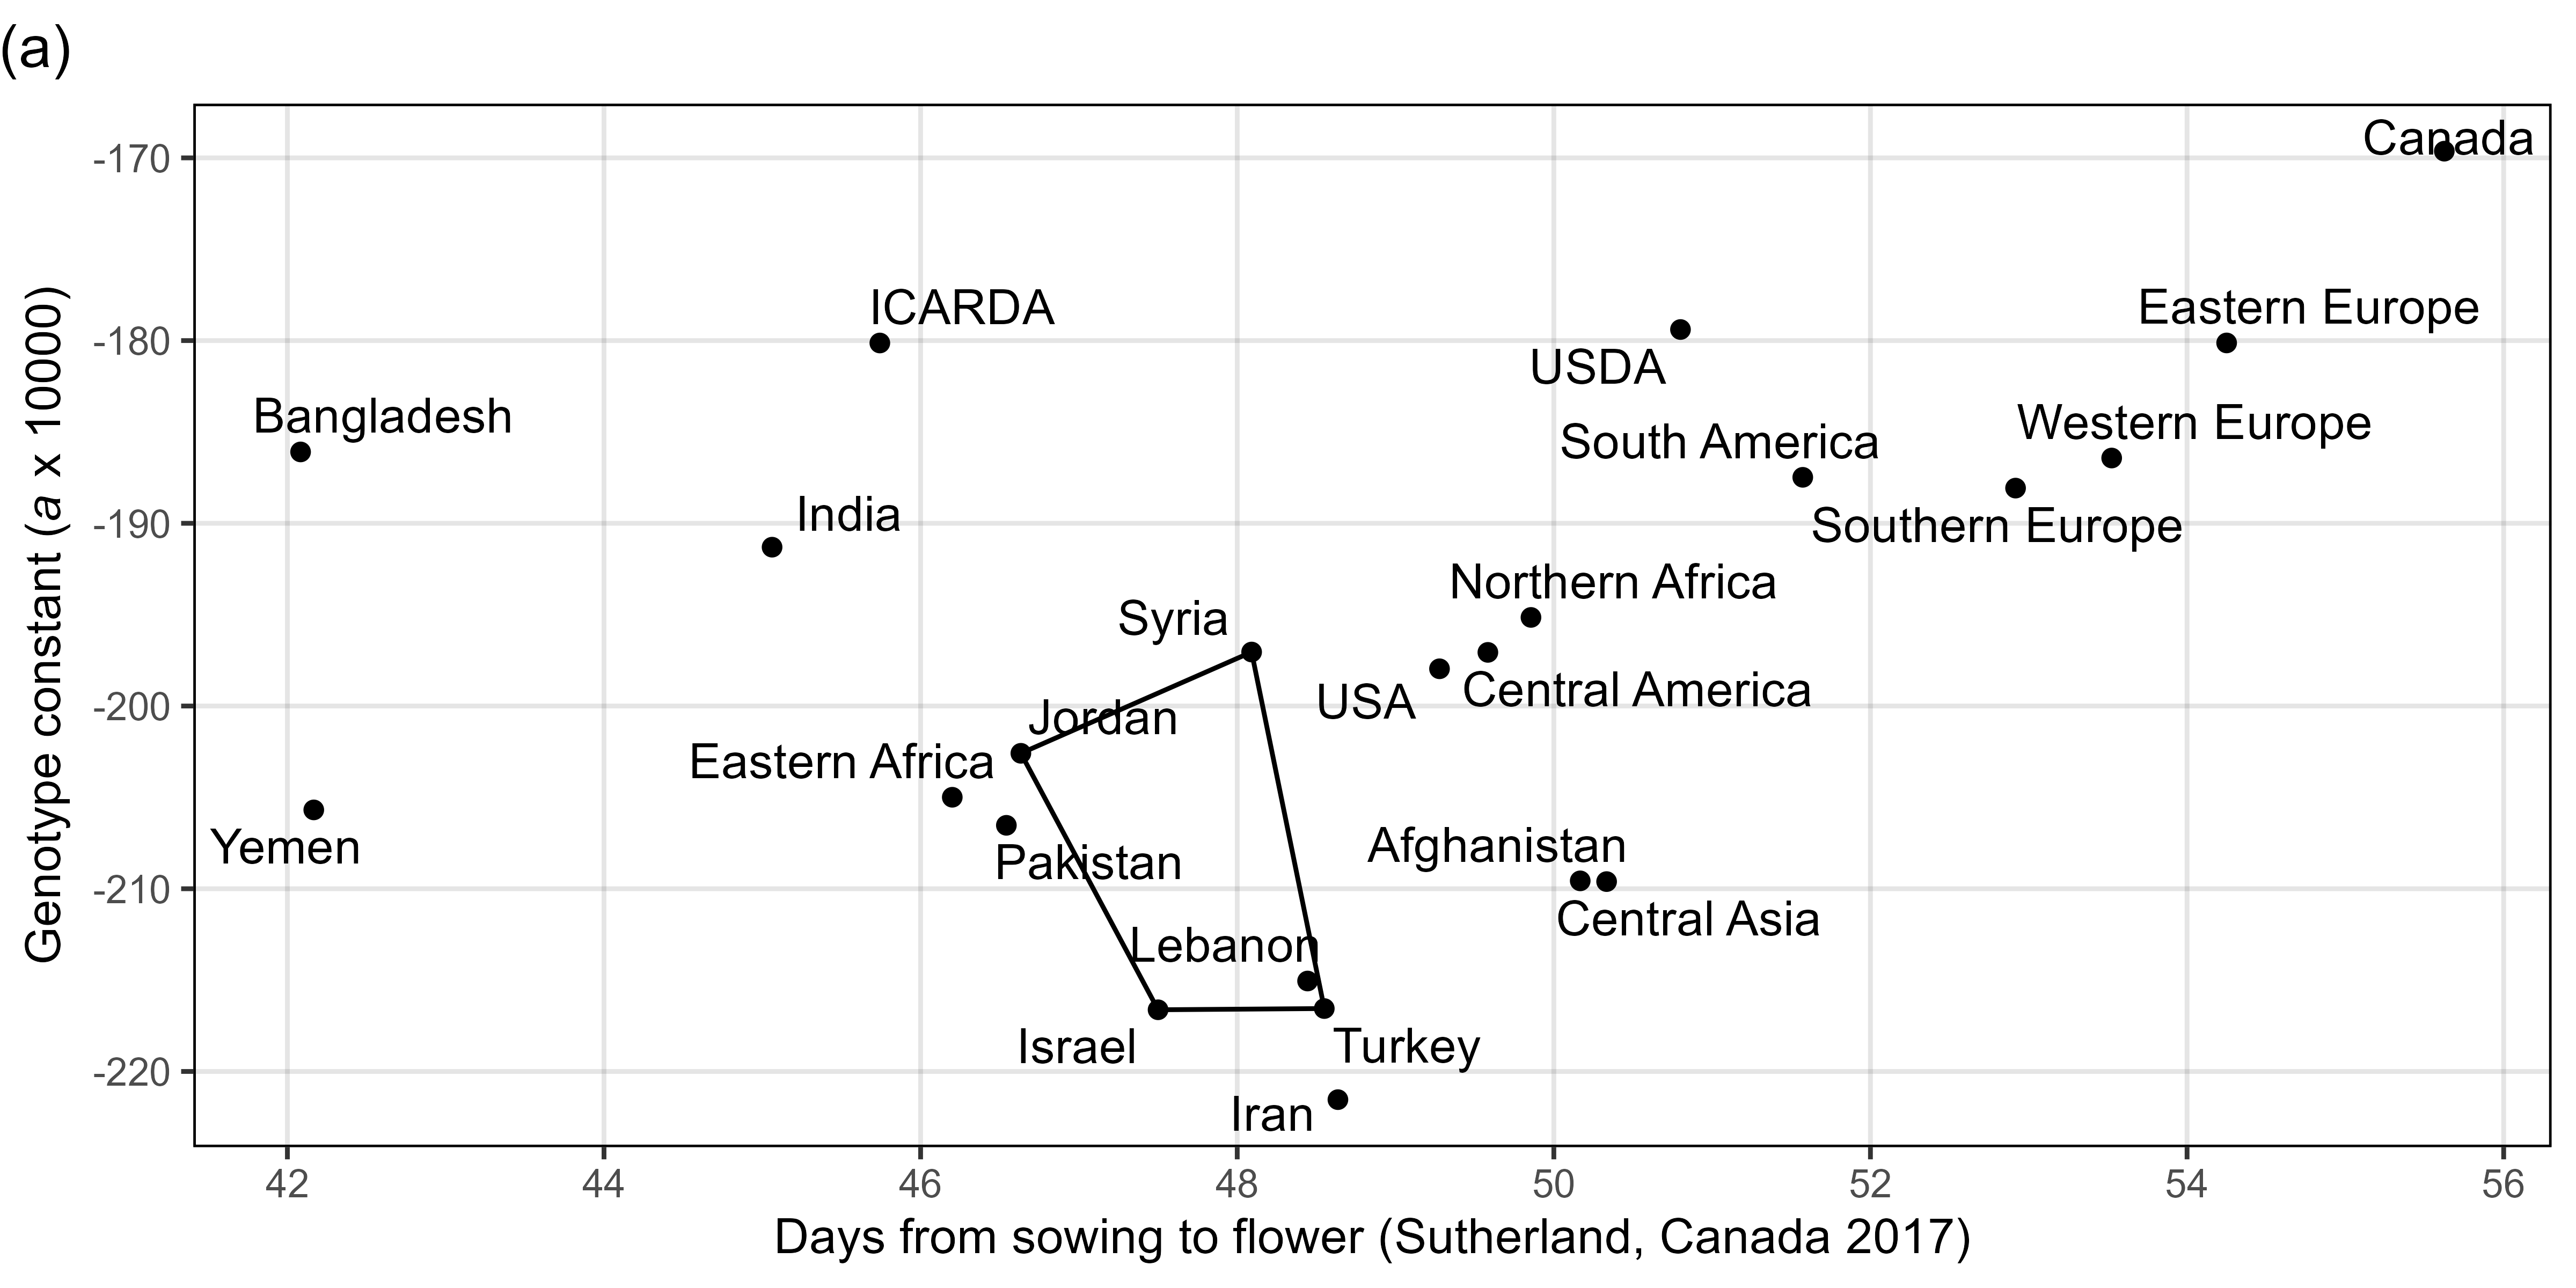 (a)
Genotype constant (a x 10000)
-170
-180
-190
-200
-210
-220
Canada
ICARDA
Eastern Europe
USDA
Bangladesh
Western Europe
South America
India
Southern Europe
Northern Africa
Syria
USA
Central America
Jordan
Eastern Africa
Yemen
Pakistan
Afghanistan
Central Asia
Lebanon
Israel
Turkey
Iran
42 44 46 48 50 52 54 56
Days from sowing to flower (Sutherland, Canada 2017)